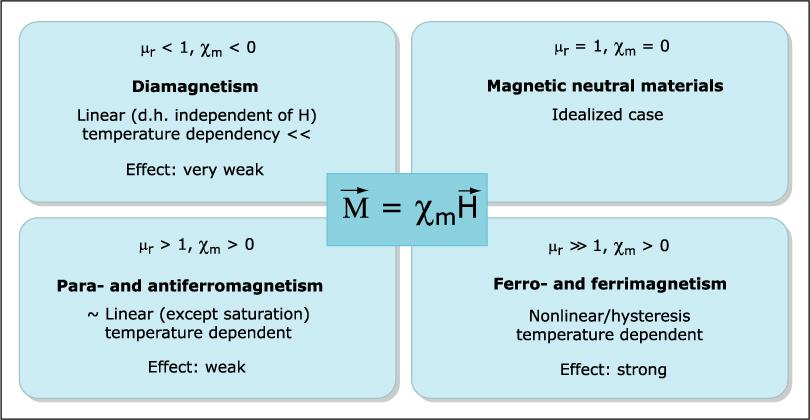 μr < 1, χm < 0
Diamagnetism
Linear (d.h. independent of H)
temperature dependency <<
Effect: very weak
μr = 1, χm = 0
Magnetic neutral materials
Idealized case
M⃗ = χmH⃗
μr > 1, χm > 0
Para- and antiferromagnetism
~ Linear (except saturation)
temperature dependent
Effect: weak
μr ≫ 1, χm > 0
Ferro- and ferrimagnetism
Nonlinear/hysteresis
temperature dependent
Effect: strong